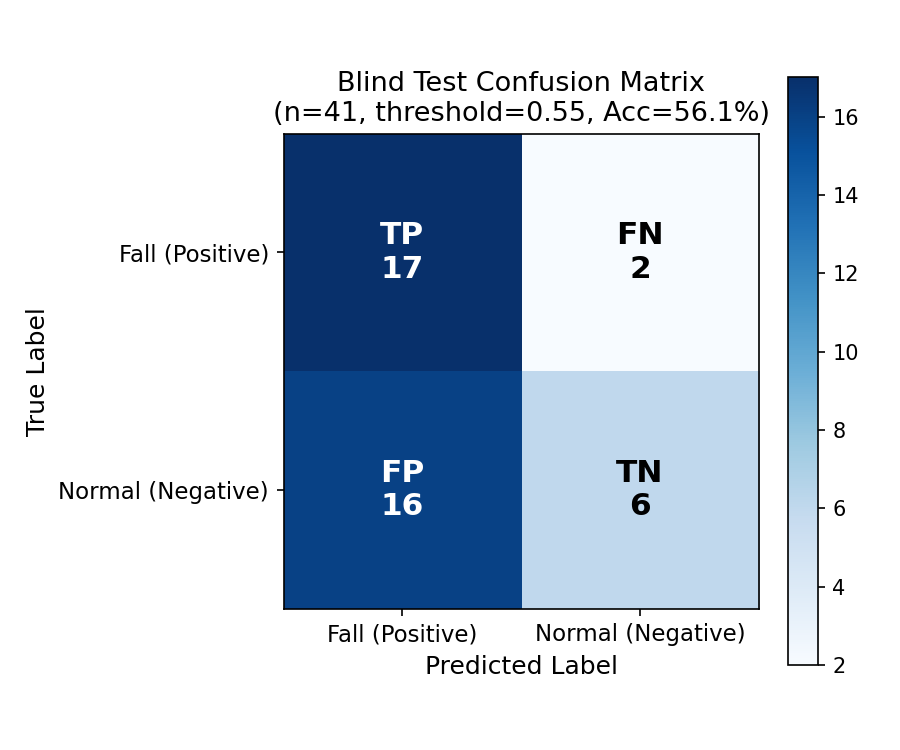 Blind Test Confusion Matrix
(n=41, threshold=0.55, Acc=56.1%)
True Label
Fall (Positive)
Normal (Negative)
TP
17
FN
2
FP
16
TN
6
Fall (Positive)
Normal (Negative)
Predicted Label
16
14
12
10
8
6
4
2